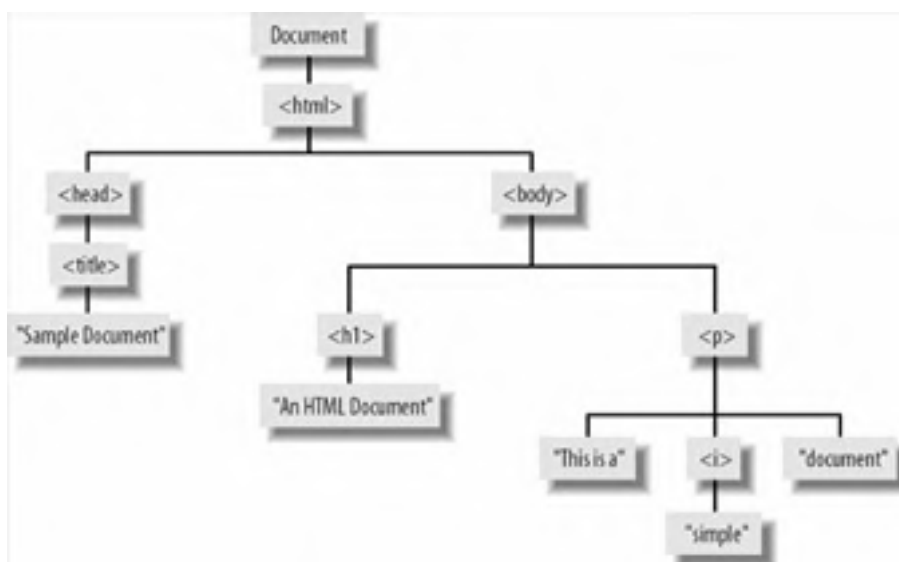 Document
<html>
<head>
<body>
<title>
"Sample Document"
<h1>
<p>
"An HTML Document"
"This is a"
<i>
"document"
"simple"